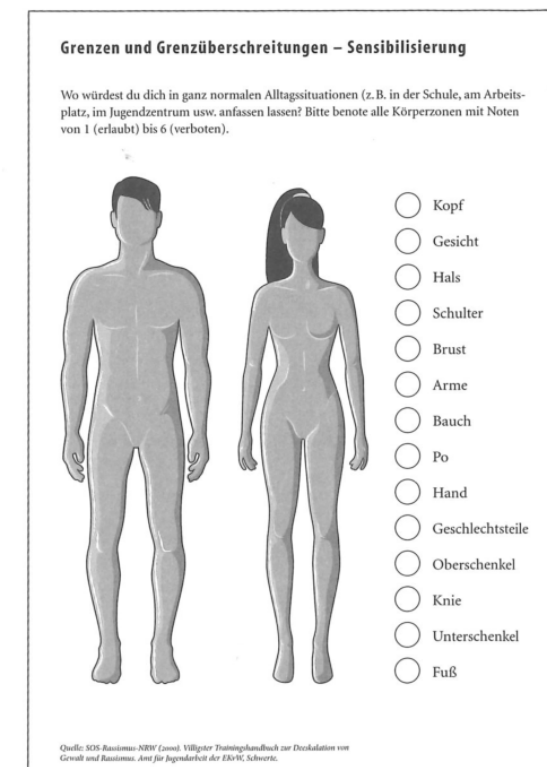 Grenzen und Grenzüberschreitungen – Sensibilisierung
Wo würdest du dich in ganz normalen Alltagssituationen (z. B. in der Schule, am Arbeits-
platz, im Jugendzentrum usw. anfassen lassen? Bitte benote alle Körperzonen mit Noten
von 1 (erlaubt) bis 6 (verboten).
Kopf
Gesicht
Hals
Schulter
Brust
Arme
Bauch
Po
Hand
Geschlechtsteile
Oberschenkel
Knie
Unterschenkel
Fuß
Quelle: SOS-Rassismus-NRW (2000). Villigster Trainingshandbuch zur Deeskalation von
Gewalt und Rassismus. Amt für Jugendarbeit der EKvW, Schwerte.